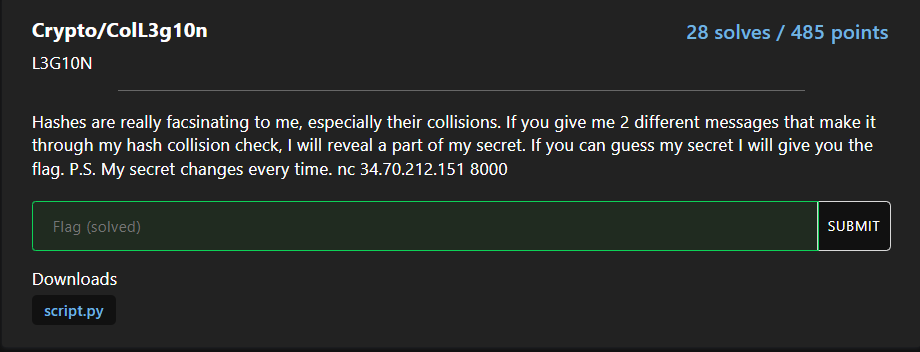 Crypto/ColL3g10n
28 solves / 485 points
L3G10N
Hashes are really facsinating to me, especially their collisions. If you give me 2 different messages that make it
through my hash collision check, I will reveal a part of my secret. If you can guess my secret I will give you the
flag. P.S. My secret changes every time. nc 34.70.212.151 8000
Flag (solved)
SUBMIT
Downloads
script.py